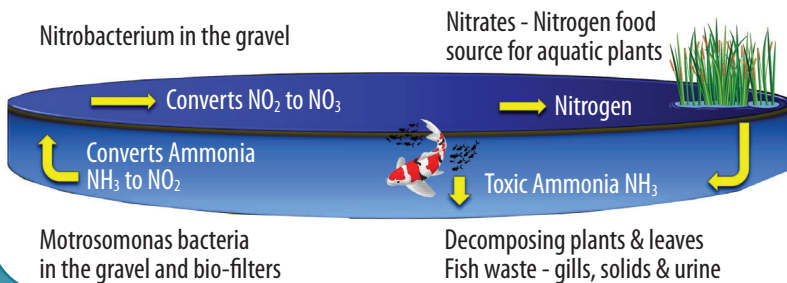 Nitrobacterium in the gravel
Nitrates - Nitrogen food
source for aquatic plants
Converts NO₂ to NO₃
Nitrogen
Converts Ammonia
NH₃ to NO₂
Toxic Ammonia NH₃
Motrosomonas bacteria
in the gravel and bio-filters
Decomposing plants & leaves
Fish waste - gills, solids & urine